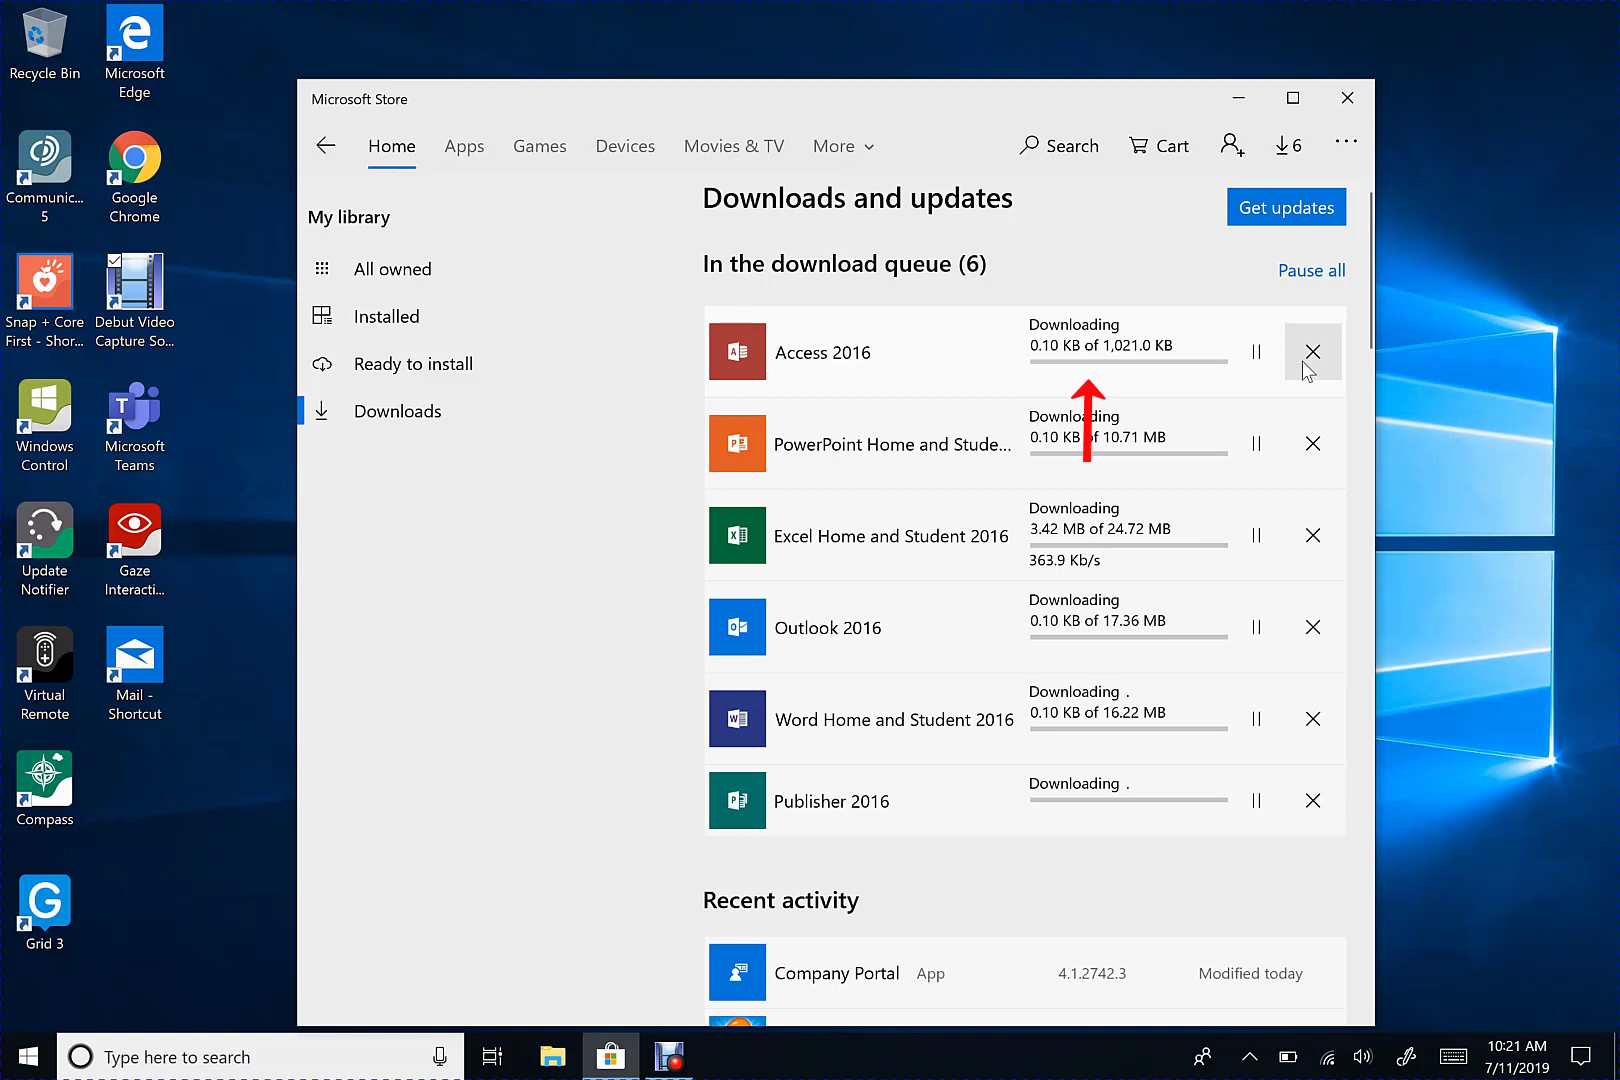 Recycle Bin
Microsoft
Edge
Communic...
5
Google
Chrome
Snap + Core
First - Shor...
Debut Video
Capture So...
Windows
Control
Microsoft
Teams
Update
Notifier
Gaze
Interacti...
Virtual
Remote
Mail -
Shortcut
Compass
Grid 3
Microsoft Store
Home Apps Games Devices Movies & TV More Search Cart 6
My library
All owned
Installed
Ready to install
Downloads
Downloads and updates
Get updates
In the download queue (6)
Pause all
Access 2016
Downloading
0.10 KB of 1,021.0 KB
PowerPoint Home and Stude...
Downloading
0.10 KB of 10.71 MB
Excel Home and Student 2016
Downloading
3.42 MB of 24.72 MB
363.9 Kb/s
Outlook 2016
Downloading
0.10 KB of 17.36 MB
Word Home and Student 2016
Downloading .
0.10 KB of 16.22 MB
Publisher 2016
Downloading .
Recent activity
Company Portal App 4.1.2742.3 Modified today
Type here to search
10:21 AM
7/11/2019